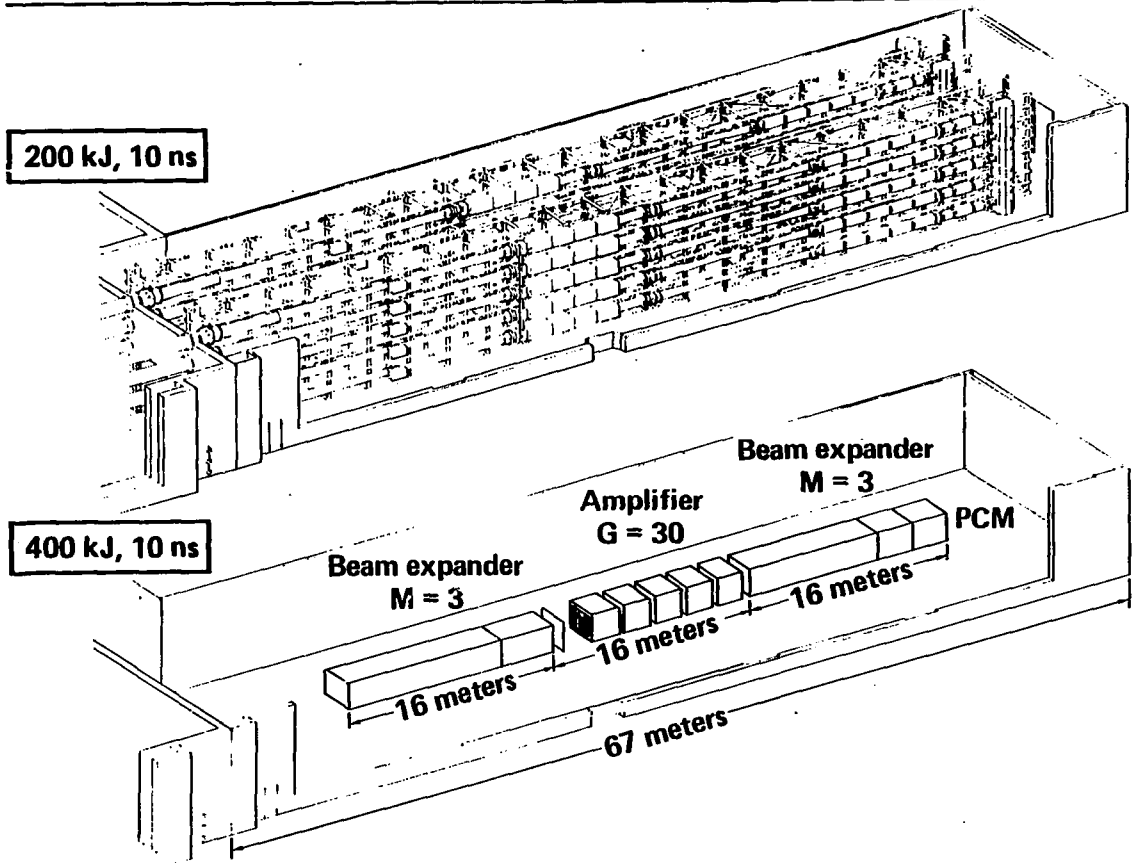 200 kJ, 10 ns
400 kJ, 10 ns
Beam expander
M = 3
Amplifier
G = 30
Beam expander
M = 3
PCM
16 meters
16 meters
16 meters
67 meters